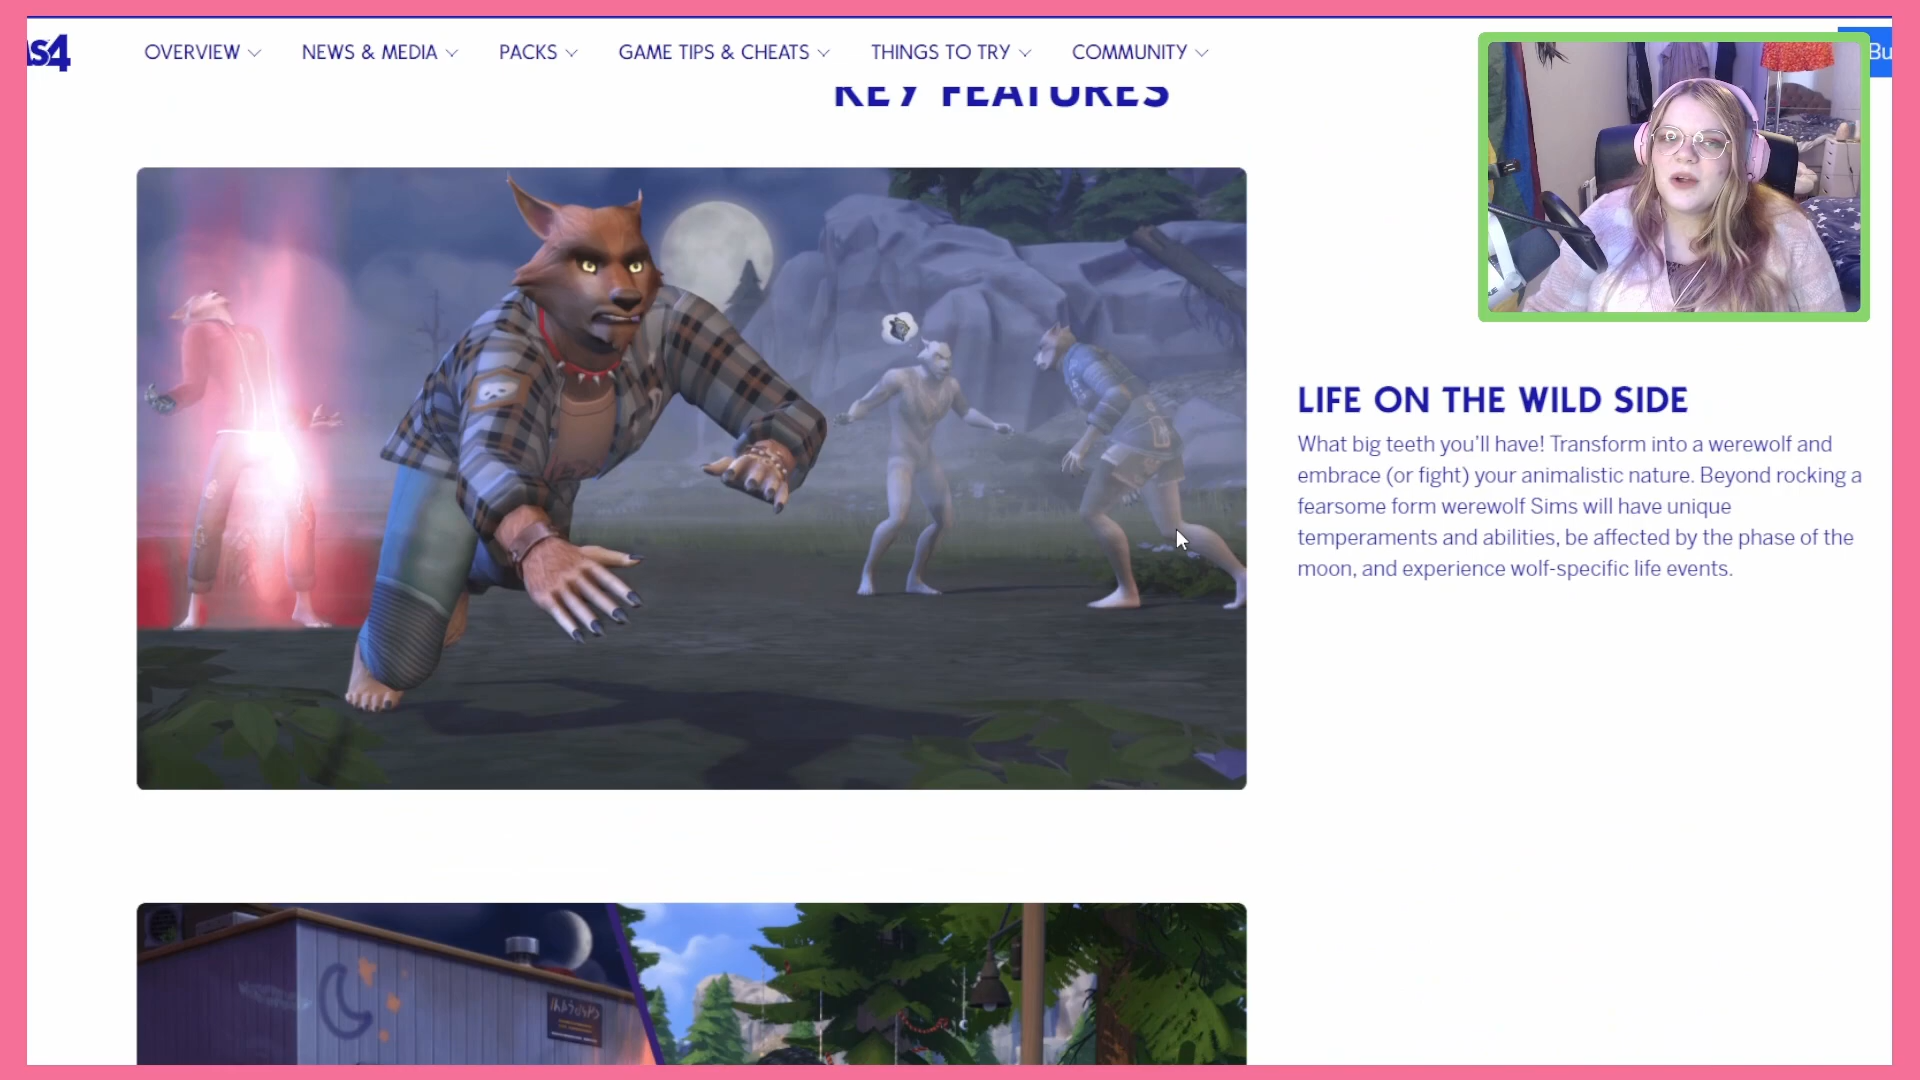 OVERVIEW
NEWS & MEDIA
PACKS
GAME TIPS & CHEATS
THINGS TO TRY
COMMUNITY
KEY FEATURES
LIFE ON THE WILD SIDE
What big teeth you'll have! Transform into a werewolf and
embrace (or fight) your animalistic nature. Beyond rocking a
fearsome form werewolf Sims will have unique
temperaments and abilities, be affected by the phase of the
moon, and experience wolf-specific life events.